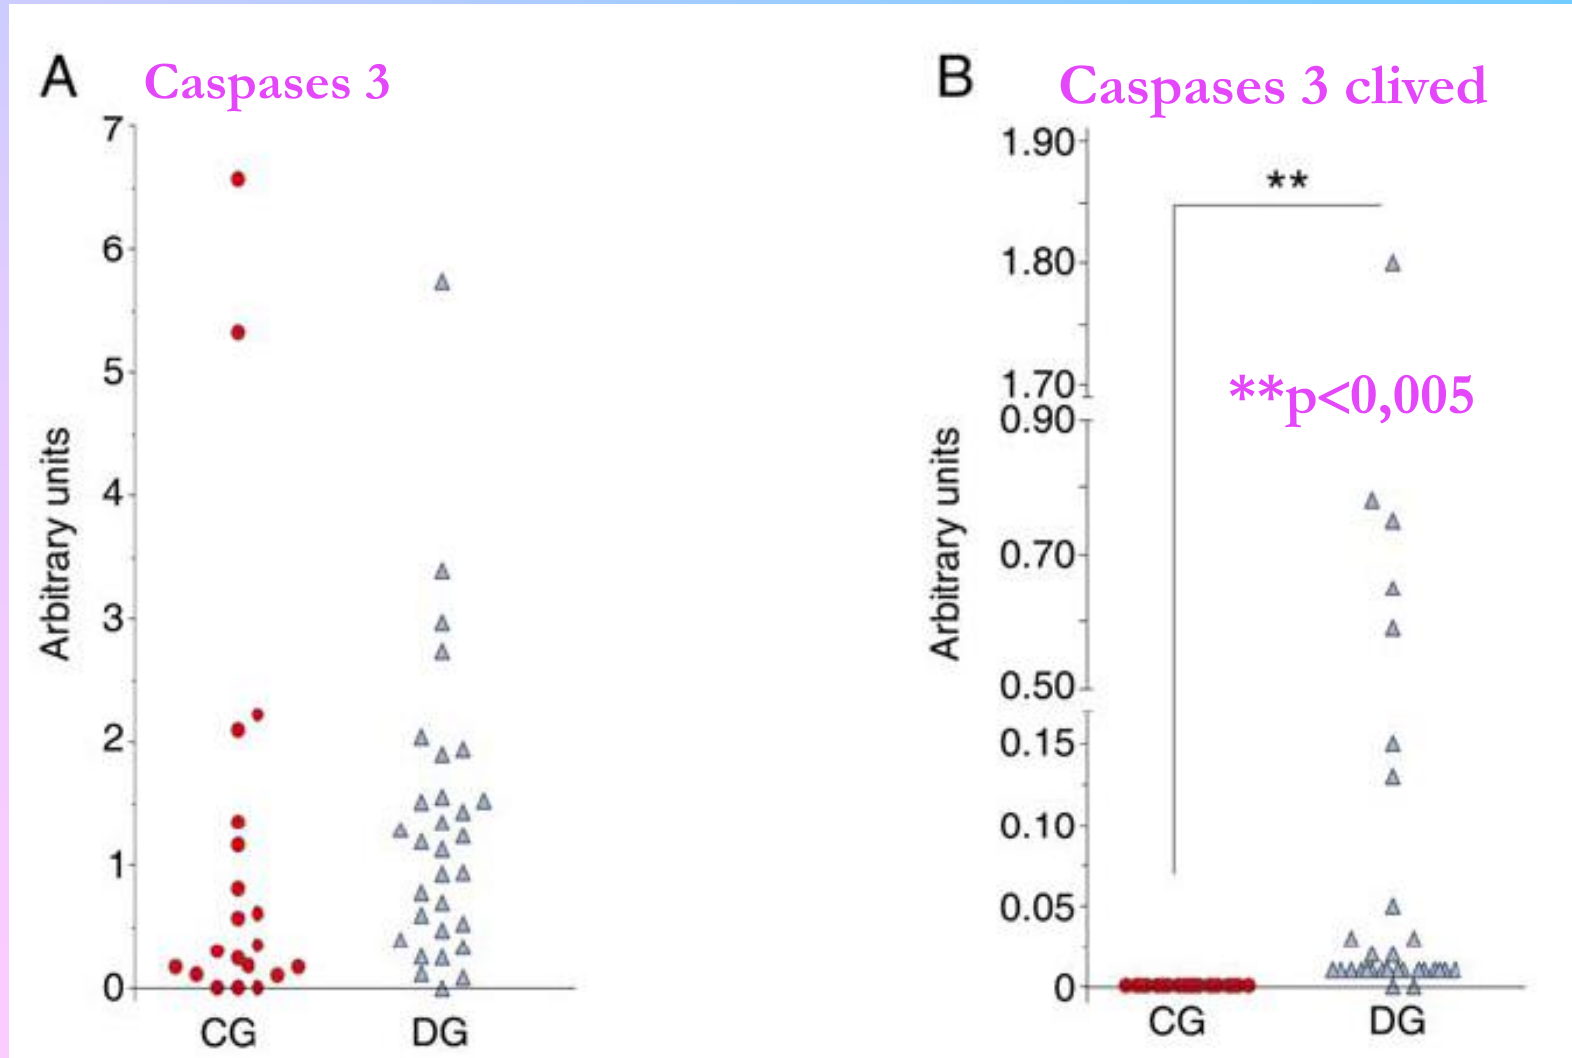 A Caspases 3
7
6
5
4
3
2
1
0
Arbitrary units
CG DG
B Caspases 3 clived
1.90
1.80
1.70
0.90
0.70
0.50
0.15
0.10
0.05
0
Arbitrary units
**
**p<0,005
CG DG